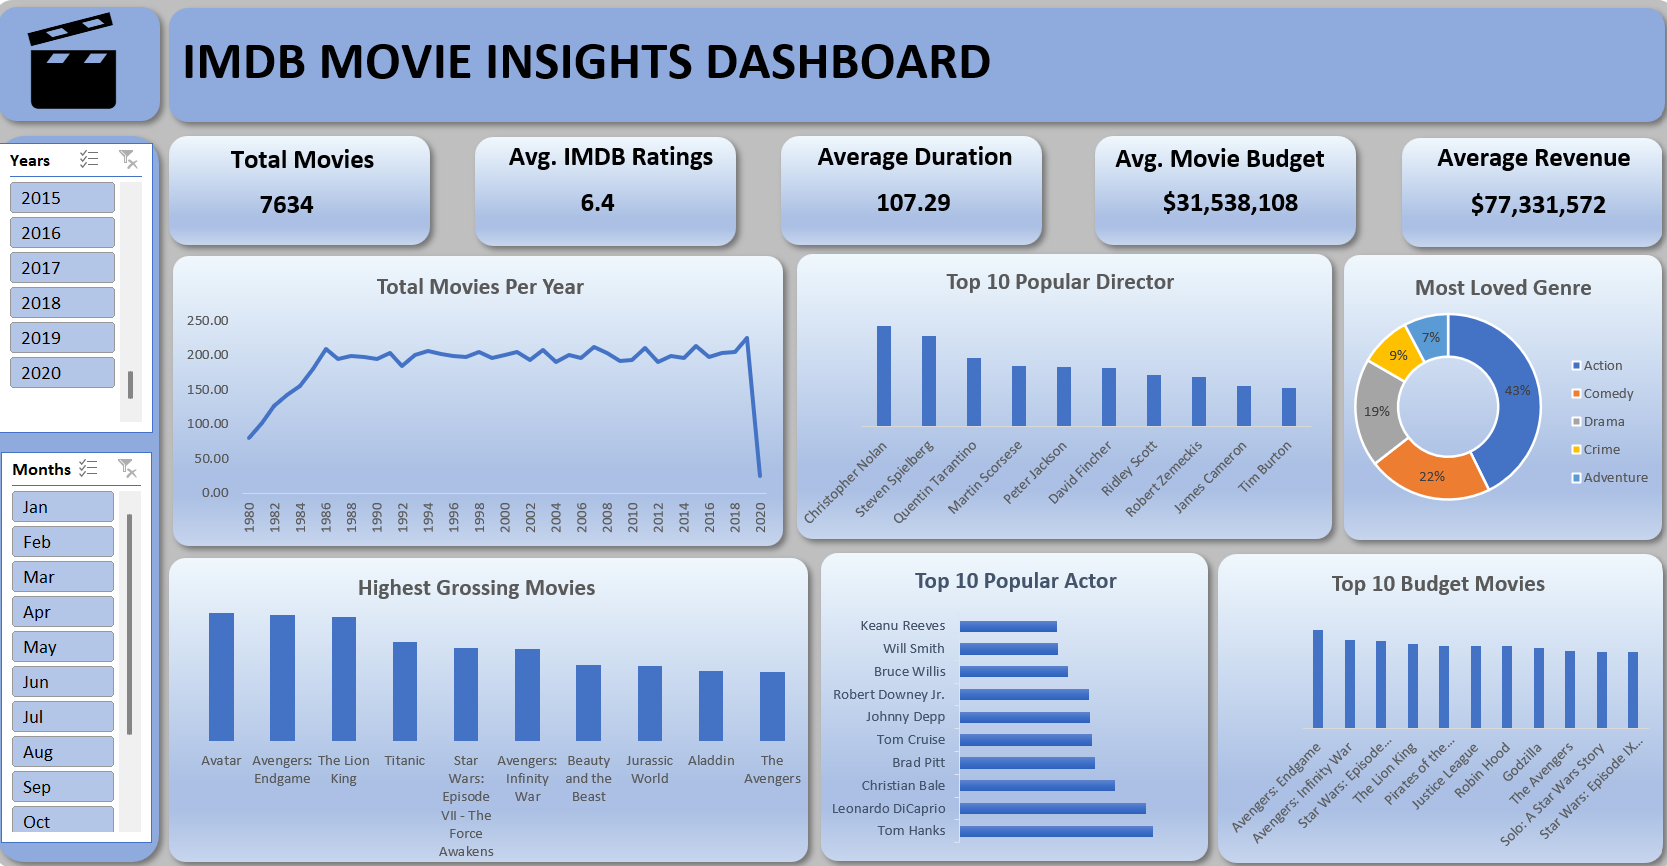 IMDB MOVIE INSIGHTS DASHBOARD
Years
2015
2016
2017
2018
2019
2020
Months
Jan
Feb
Mar
Apr
May
Jun
Jul
Aug
Sep
Oct
Total Movies
7634
Avg. IMDB Ratings
6.4
Average Duration
107.29
Avg. Movie Budget
$31,538,108
Average Revenue
$77,331,572
Total Movies Per Year
250.00
200.00
150.00
100.00
50.00
0.00
1980 1982 1984 1986 1988 1990 1992 1994 1996 1998 2000 2002 2004 2006 2008 2010 2012 2014 2016 2018 2020
Top 10 Popular Director
Christopher Nolan
Steven Spielberg
Quentin Tarantino
Martin Scorsese
Peter Jackson
David Fincher
Ridley Scott
Robert Zemeckis
James Cameron
Tim Burton
Most Loved Genre
7%
9%
43%
19%
22%
Action
Comedy
Drama
Crime
Adventure
Highest Grossing Movies
Avatar
Avengers:
Endgame
The Lion
King
Titanic
Star
Wars:
Episode
VII - The
Force
Awakens
Avengers:
Infinity
War
Beauty
and the
Beast
Jurassic
World
Aladdin
The
Avengers
Top 10 Popular Actor
Keanu Reeves
Will Smith
Bruce Willis
Robert Downey Jr.
Johnny Depp
Tom Cruise
Brad Pitt
Christian Bale
Leonardo DiCaprio
Tom Hanks
Top 10 Budget Movies
Avengers: Endgame
Avengers: Infinity War
Star Wars: Episode...
The Lion King
Pirates of the...
Justice League
Robin Hood
Godzilla
The Avengers
Solo: A Star Wars Story
Star Wars: Episode IX...